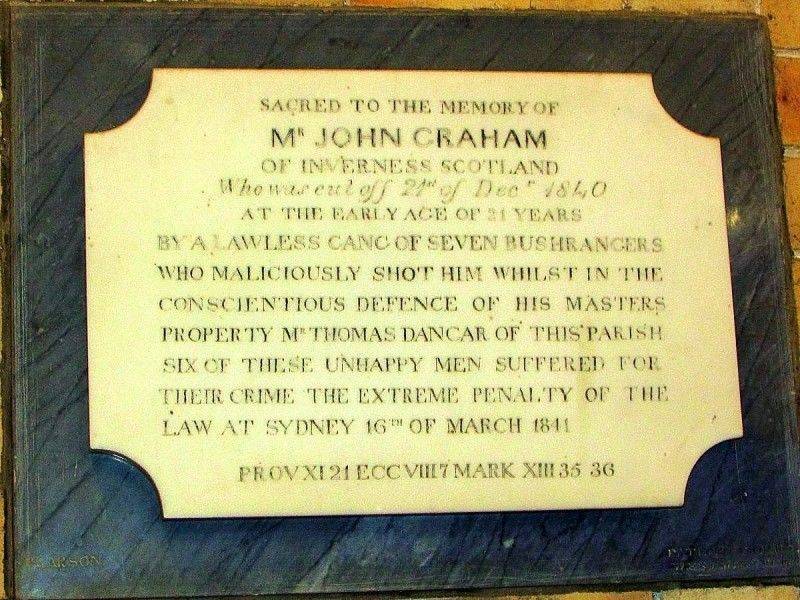 SACRED TO THE MEMORY OF
Mᴿ JOHN GRAHAM
OF INVERNESS SCOTLAND
Who was cut off 21st of Decr 1840
AT THE EARLY AGE OF 21 YEARS
BY A LAWLESS GANG OF SEVEN BUSHRANGERS
WHO MALICIOUSLY SHOT HIM WHILST IN THE
CONSCIENTIOUS DEFENCE OF HIS MASTERS
PROPERTY Mᴿ THOMAS DANGAR OF THIS PARISH
SIX OF THESE UNHAPPY MEN SUFFERED FOR
THEIR CRIME THE EXTREME PENALTY OF THE
LAW AT SYDNEY 16TH OF MARCH 1841
PROV XI 21 ECC VIII 7 MARK XIII 35 36